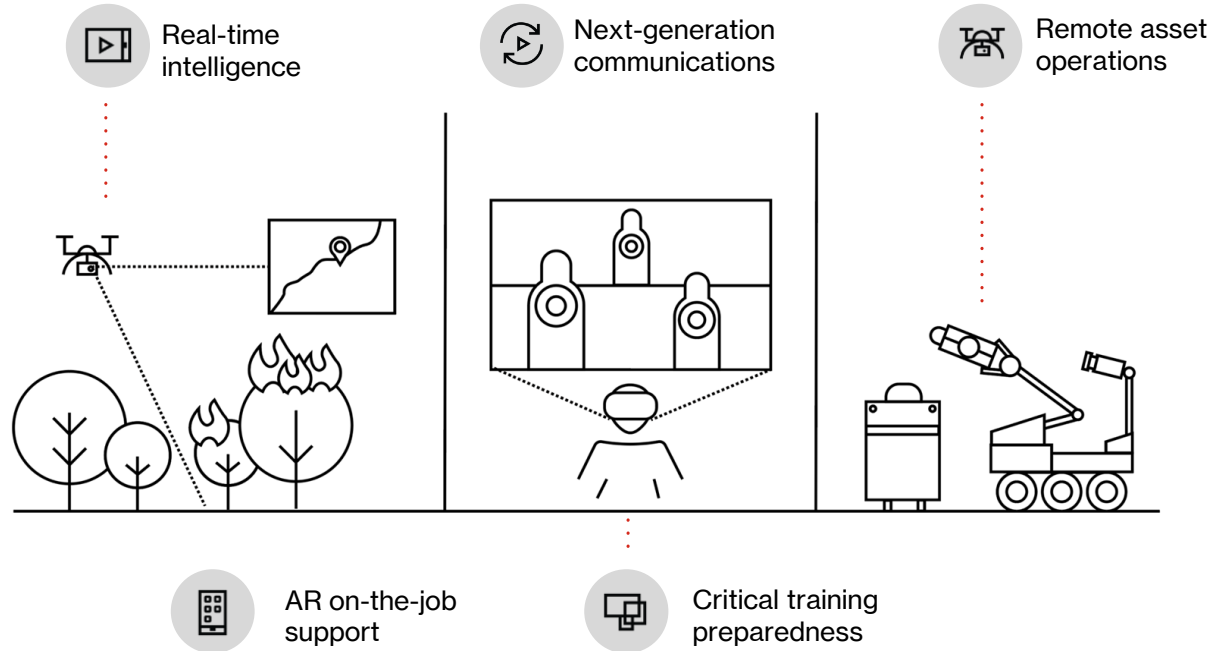 Real-time
intelligence
Next-generation
communications
Remote asset
operations
AR on-the-job
support
Critical training
preparedness